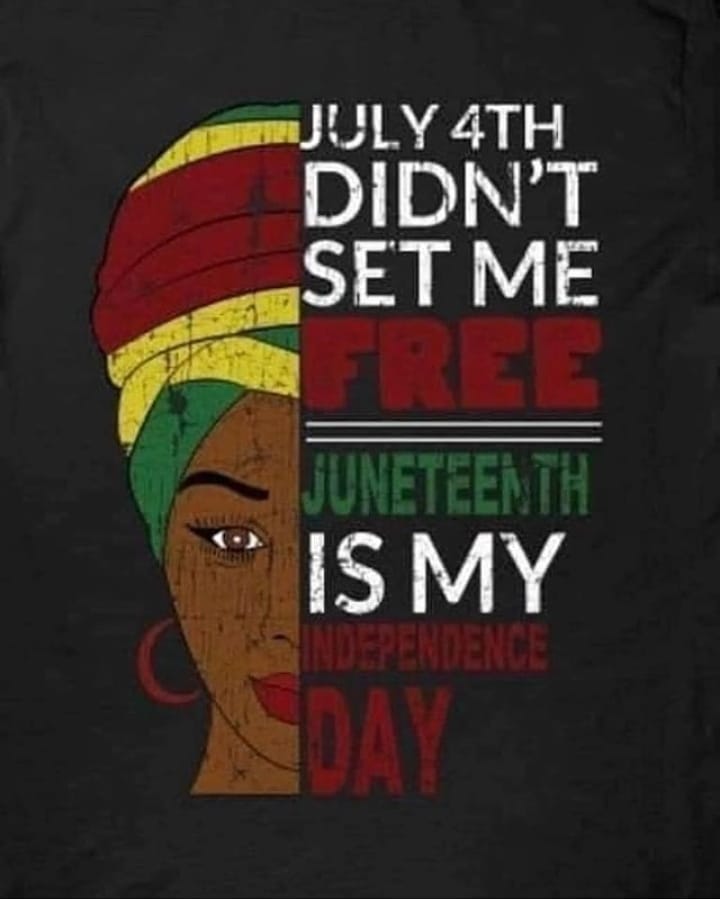 JULY 4TH
DIDN'T
SET ME
FREE
JUNETEENTH
IS MY
INDEPENDENCE
DAY